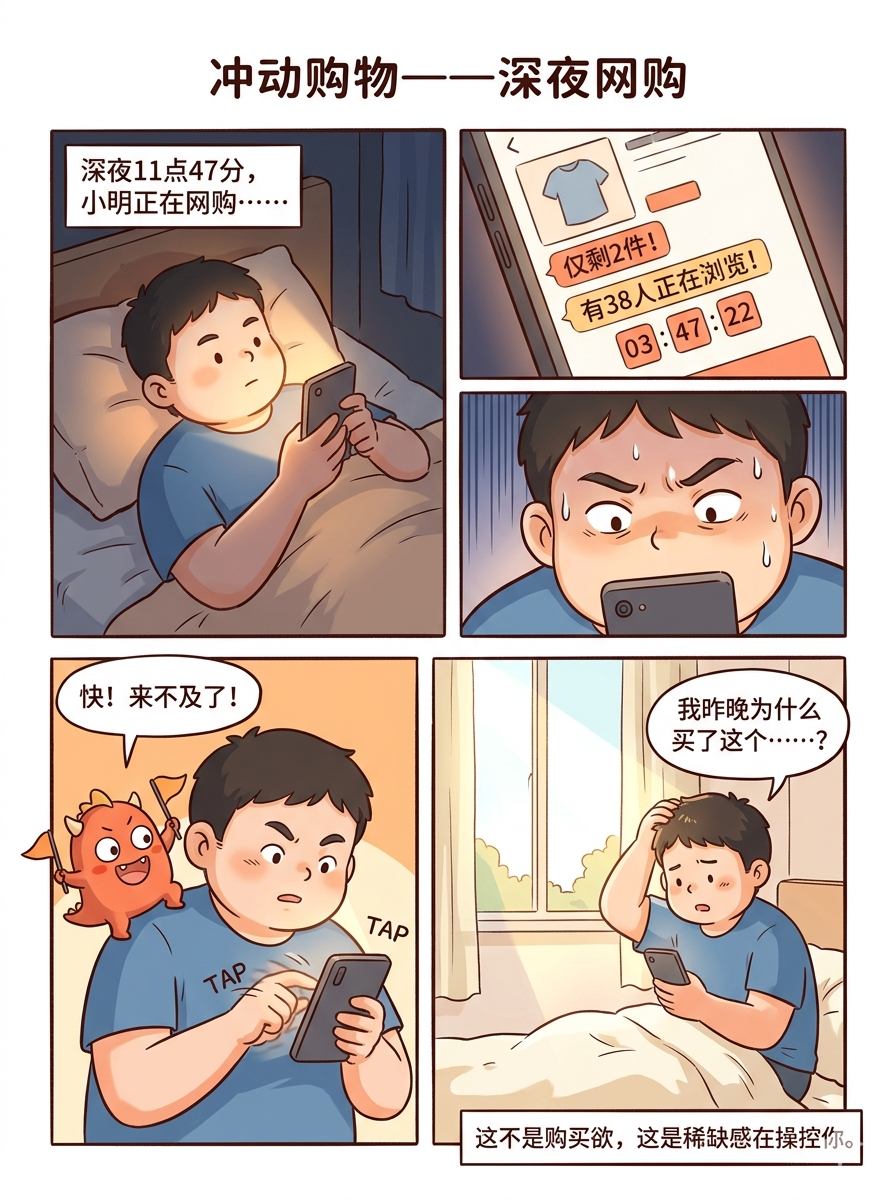 冲动购物——深夜网购
深夜11点47分，
小明正在网购……
仅剩2件！
有38人正在浏览！
03:47:22
快！来不及了！
TAP
TAP
我昨晚为什么
买了这个……？
这不是购买欲，这是稀缺感在操控你。